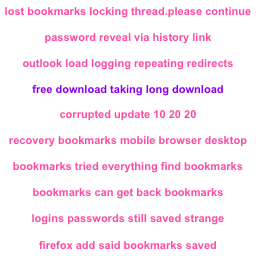 lost bookmarks locking thread.please continue
password reveal via history link
outlook load logging repeating redirects
free download taking long download
corrupted update 10 20 20
recovery bookmarks mobile browser desktop
bookmarks tried everything find bookmarks
bookmarks can get back bookmarks
logins passwords still saved strange
firefox add said bookmarks saved